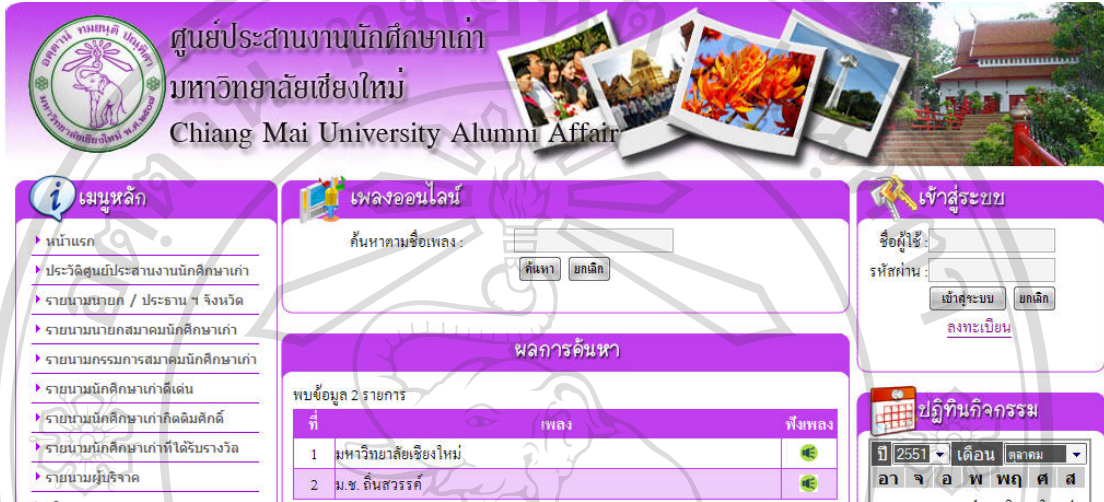 ศูนย์ประสานงานนักศึกษาเก่า
มหาวิทยาลัยเชียงใหม่
Chiang Mai University Alumni Affair
เมนูหลัก
หน้าแรก
ประวัติศูนย์ประสานงานนักศึกษาเก่า
รายนามนายก / ประธาน ฯ จังหวัด
รายนามนายกสมาคมนักศึกษาเก่า
รายนามกรรมการสมาคมนักศึกษาเก่า
รายนามนักศึกษาเก่าดีเด่น
รายนามนักศึกษาเก่ากิตติมศักดิ์
รายนามนักศึกษาเก่าที่ได้รับรางวัล
รายนามผู้บริจาค
เพลงออนไลน์
ค้นหาตามชื่อเพลง :
ค้นหา ยกเลิก
ผลการค้นหา
พบข้อมูล 2 รายการ
ที่ เพลง ฟังเพลง
1 มหาวิทยาลัยเชียงใหม่
2 ม.ช. ถิ่นสวรรค์
เข้าสู่ระบบ
ชื่อผู้ใช้ :
รหัสผ่าน :
เข้าสู่ระบบ ยกเลิก
ลงทะเบียน
ปฏิทินกิจกรรม
ปี 2551 เดือน ตุลาคม
อา จ อ พ พฤ ศ ส